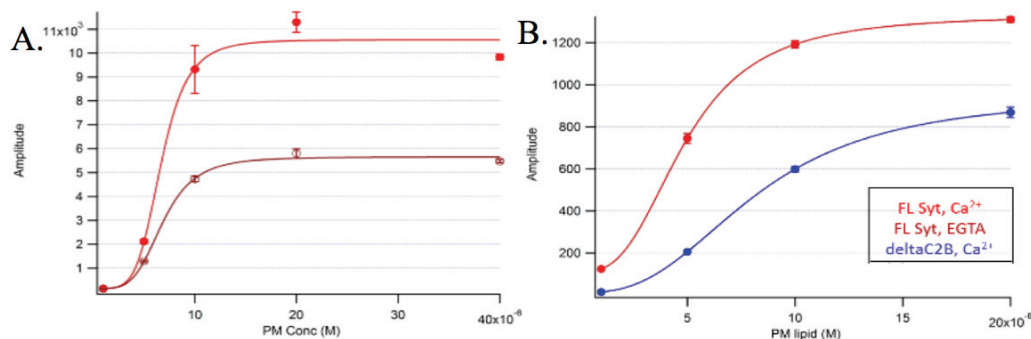 A.
11x10³
10
9
8
7
6
5
4
3
2
1
Amplitude
10
20
30
40x10⁻⁶
PM Conc (M)
B.
1200
1000
800
600
400
200
Amplitude
5
10
15
20x10⁻⁶
PM lipid (M)
FL Syt, Ca²⁺
FL Syt, EGTA
deltaC2B, Ca²⁺